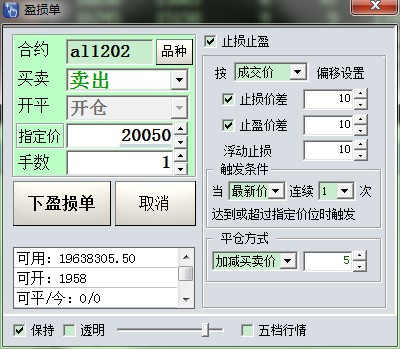 盈损单
合约 al1202 品种
买卖 卖出
开平 开仓
指定价 20050
手数 1
下盈损单 取消
可用：19638305.50
可开：1958
可平/今：0/0
止损止盈
按 成交价 偏移设置
止损价差 10
止盈价差 10
浮动止损 10
触发条件
当 最新价 连续 1 次
达到或超过指定价位时触发
平仓方式
加减买卖价 5
保持 透明 五档行情